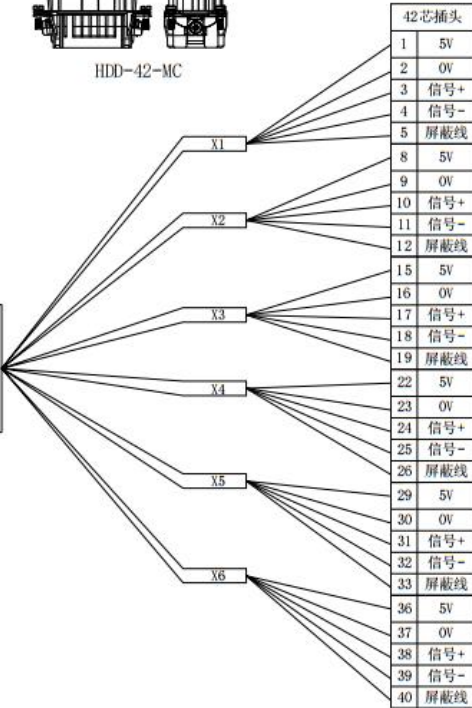 HDD-42-MC
42芯插头
1 5V
2 0V
3 信号+
4 信号-
5 屏蔽线
X1
8 5V
9 0V
10 信号+
11 信号-
12 屏蔽线
X2
15 5V
16 0V
17 信号+
18 信号-
19 屏蔽线
X3
22 5V
23 0V
24 信号+
25 信号-
26 屏蔽线
X4
29 5V
30 0V
31 信号+
32 信号-
33 屏蔽线
X5
36 5V
37 0V
38 信号+
39 信号-
40 屏蔽线
X6